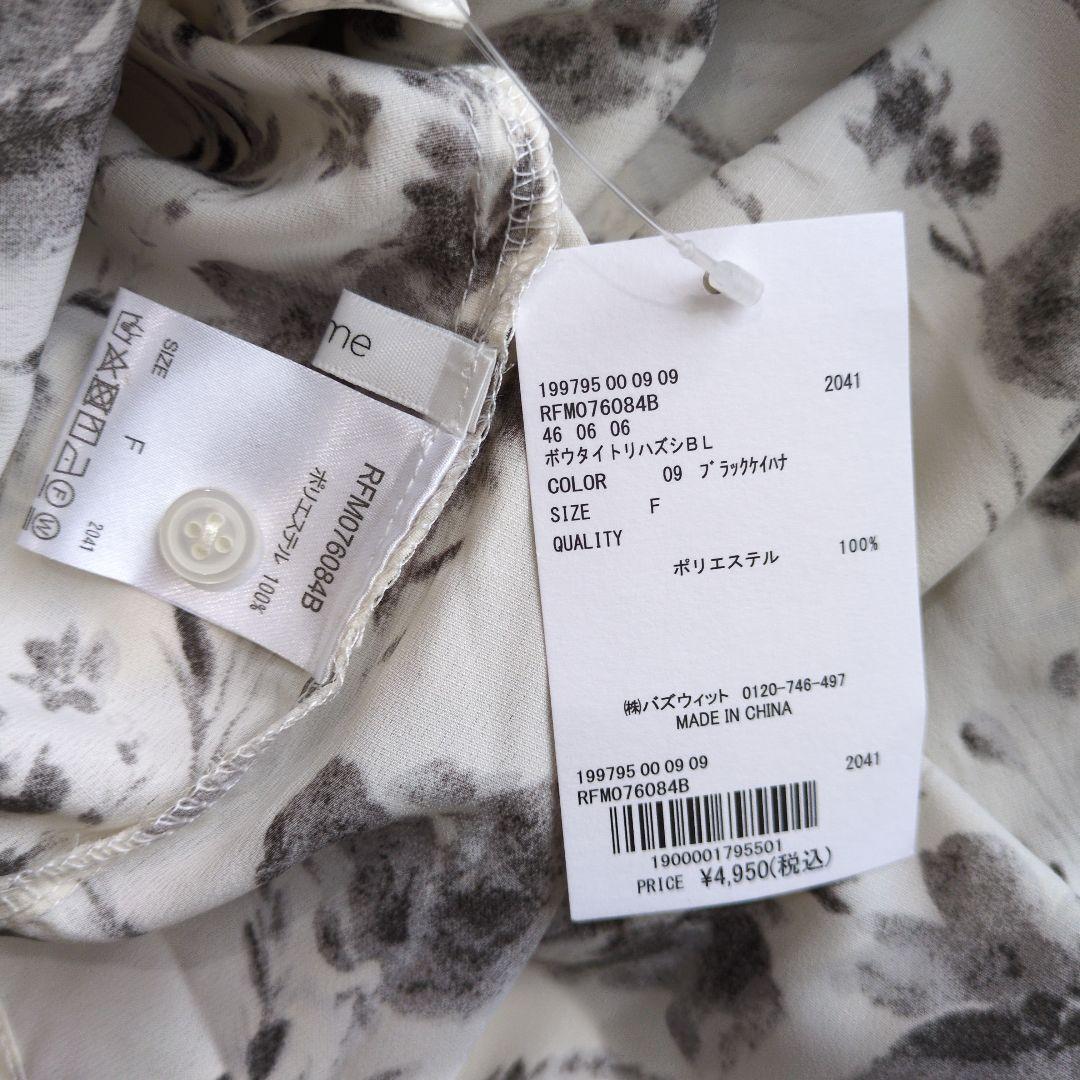 me
SIZE
F
2041
RFM076084B
ポリエステル 100%
F
W
199795 00 09 09 2041
RFM076084B
46 06 06
ボウタイトリハズシBL
COLOR 09 ブラックケイハナ
SIZE F
QUALITY
ポリエステル 100%
㈱バズウィット 0120-746-497
MADE IN CHINA
199795 00 09 09 2041
RFM076084B
1900001795501
PRICE ¥4,950(税込)